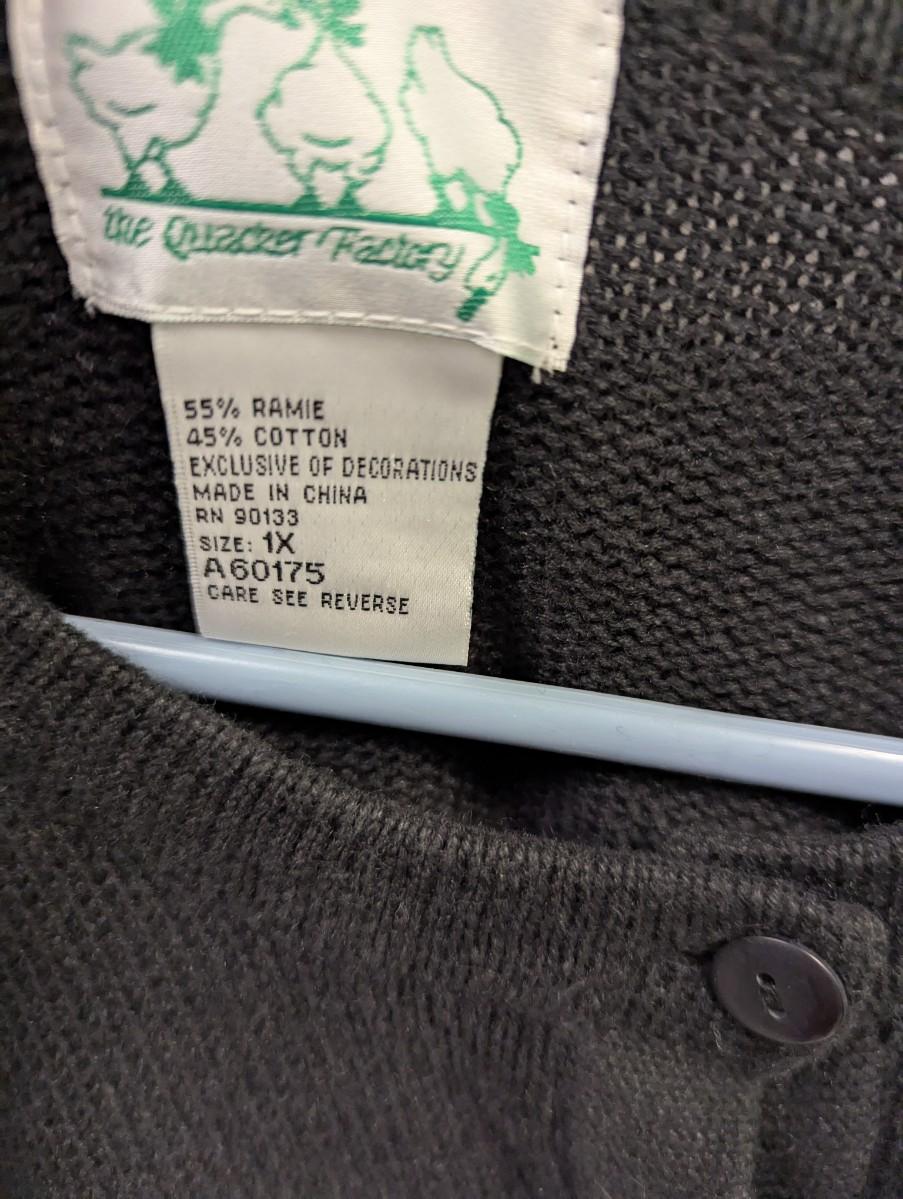 the Quacker Factory
55% RAMIE
45% COTTON
EXCLUSIVE OF DECORATIONS
MADE IN CHINA
RN 90133
SIZE: 1X
A60175
CARE SEE REVERSE